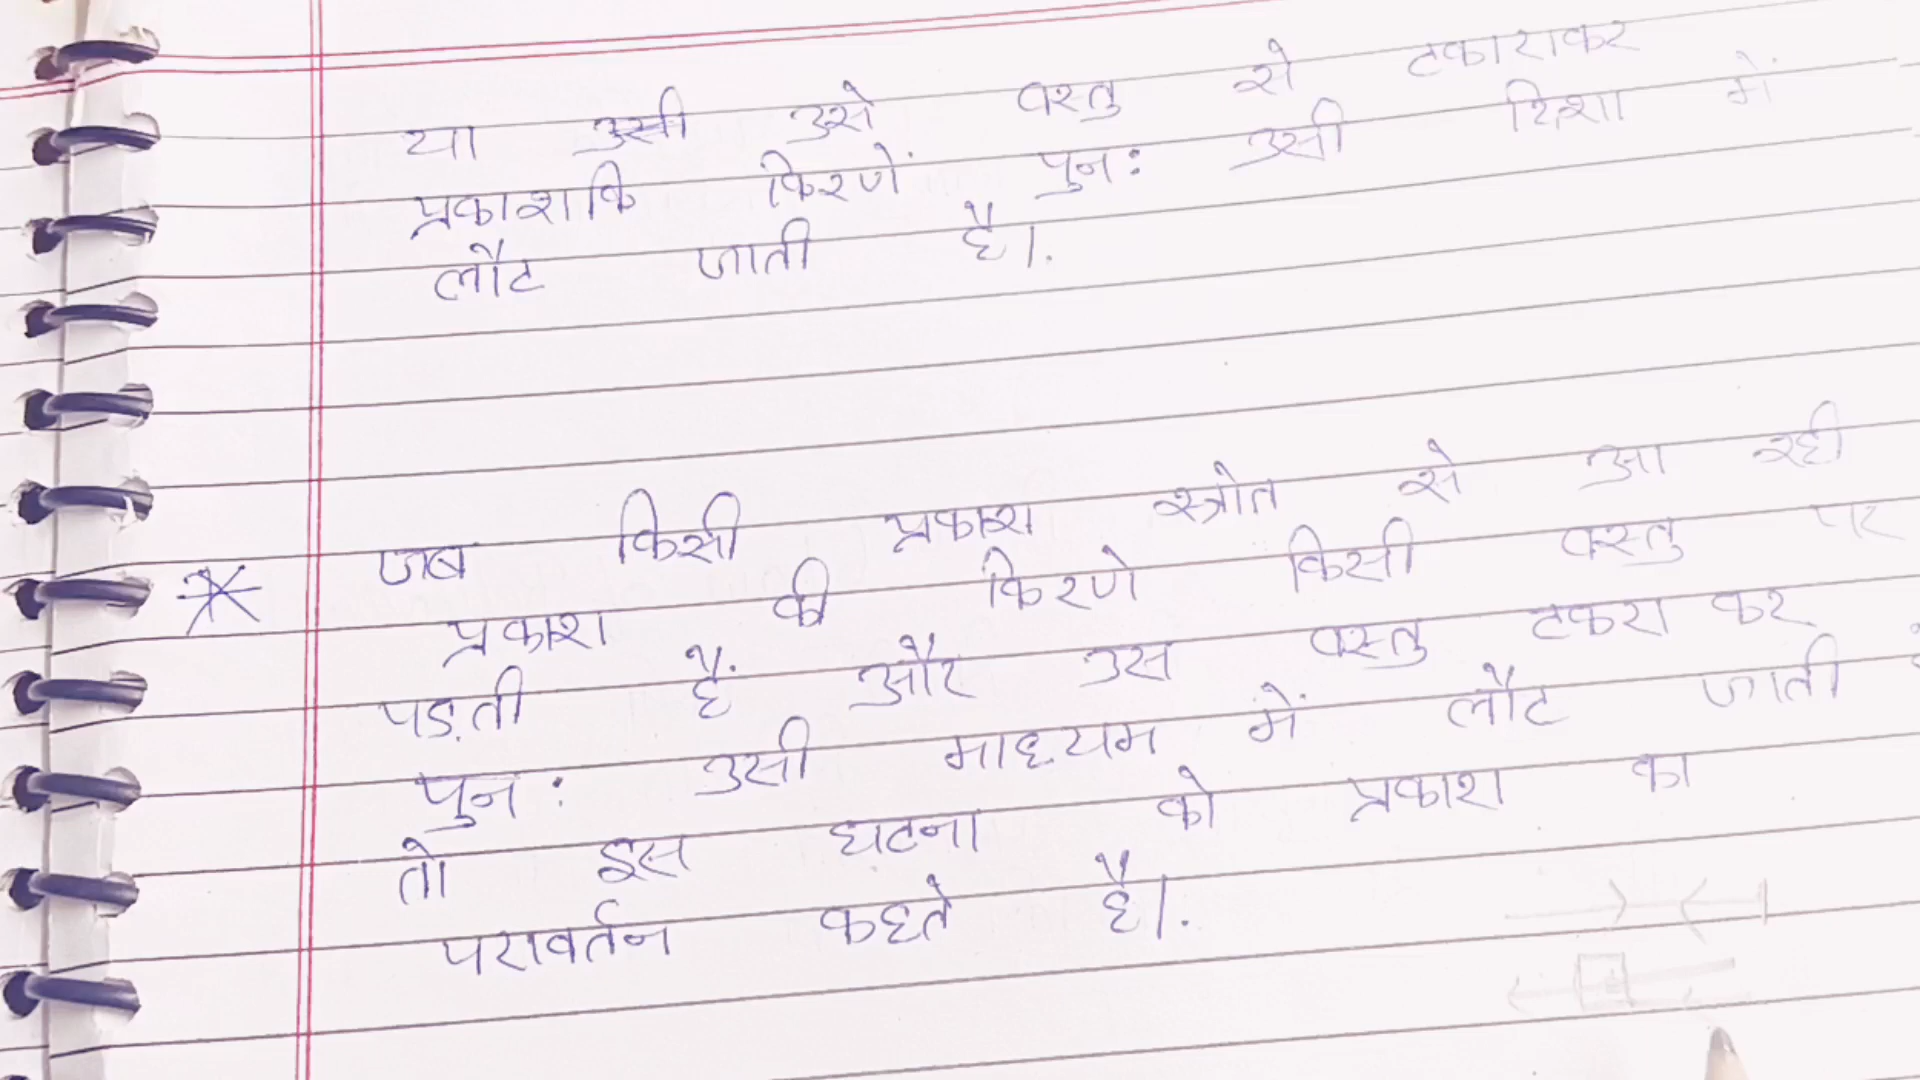 या उसी उसे वस्तु से टकाराकर
प्रकाशकि किरणें पुनः उसी दिशा में
लौट जाती है।.
* जब किसी प्रकाश स्त्रोत से आ रही
प्रकाश की किरणे किसी वस्तु पर
पड़ती हैं और उस वस्तु टकरा कर
पुनः उसी माध्यम में लौट जाती
तो इस घटना को प्रकाश का
परावर्तन कहते है।.